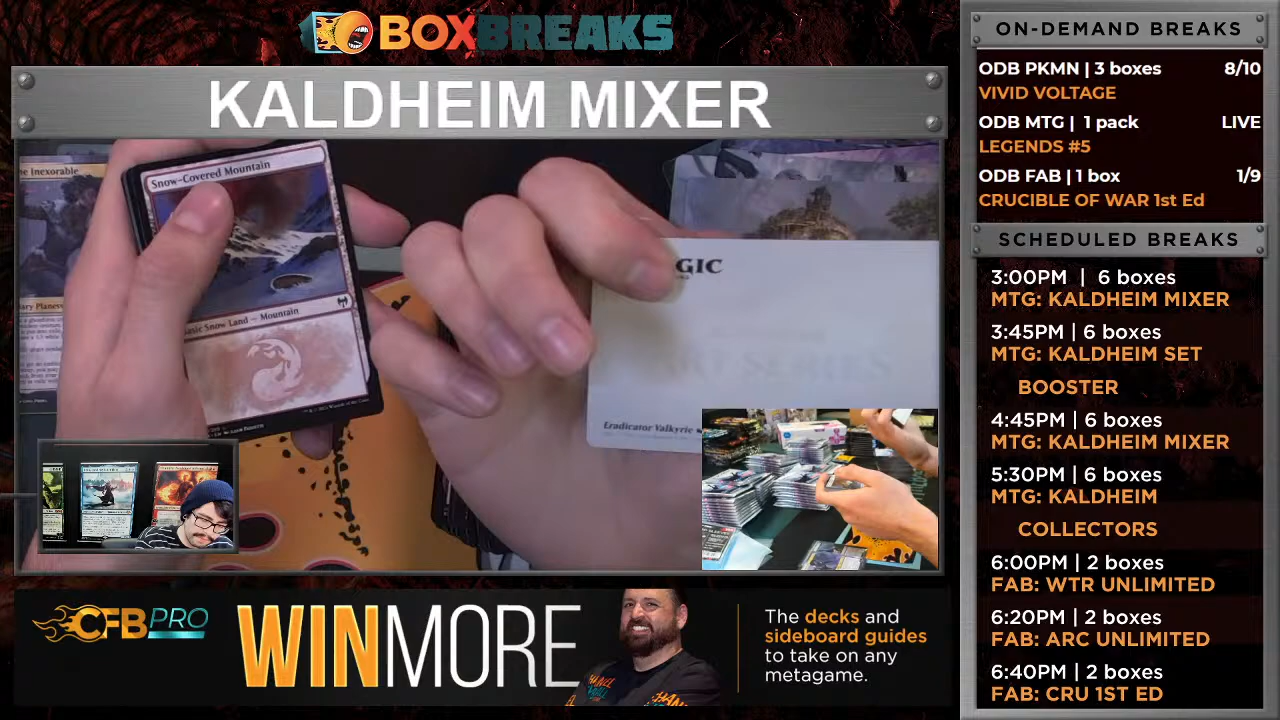 BOXBREAKS
KALDHEIM MIXER
ne Inexorable
Snow-Covered Mountain
GIC
asic Snow Land — Mountain
Eradicator Valkyrie
CFBPRO
WINMORE
The decks and
sideboard guides
to take on any
metagame.
ON-DEMAND BREAKS
ODB PKMN | 3 boxes 8/10
VIVID VOLTAGE
ODB MTG | 1 pack LIVE
LEGENDS #5
ODB FAB | 1 box 1/9
CRUCIBLE OF WAR 1st Ed
SCHEDULED BREAKS
3:00PM | 6 boxes
MTG: KALDHEIM MIXER
3:45PM | 6 boxes
MTG: KALDHEIM SET
BOOSTER
4:45PM | 6 boxes
MTG: KALDHEIM MIXER
5:30PM | 6 boxes
MTG: KALDHEIM
COLLECTORS
6:00PM | 2 boxes
FAB: WTR UNLIMITED
6:20PM | 2 boxes
FAB: ARC UNLIMITED
6:40PM | 2 boxes
FAB: CRU 1ST ED